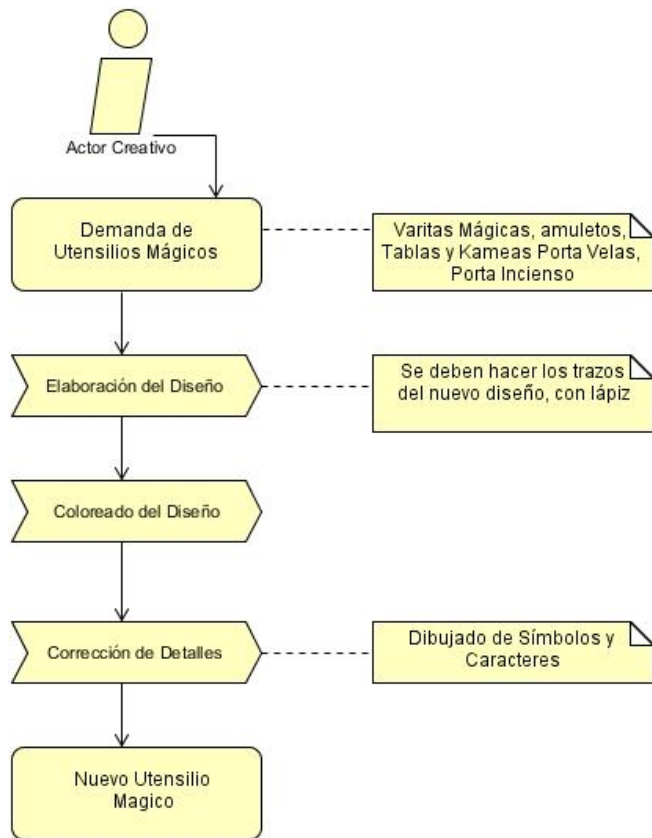 Actor Creativo
Demanda de
Utensilios Mágicos
Varitas Mágicas, amuletos,
Tablas y Kameas Porta Velas,
Porta Incienso
Elaboración del Diseño
Se deben hacer los trazos
del nuevo diseño, con lápiz
Coloreado del Diseño
Corrección de Detalles
Dibujado de Símbolos y
Caracteres
Nuevo Utensilio
Magico